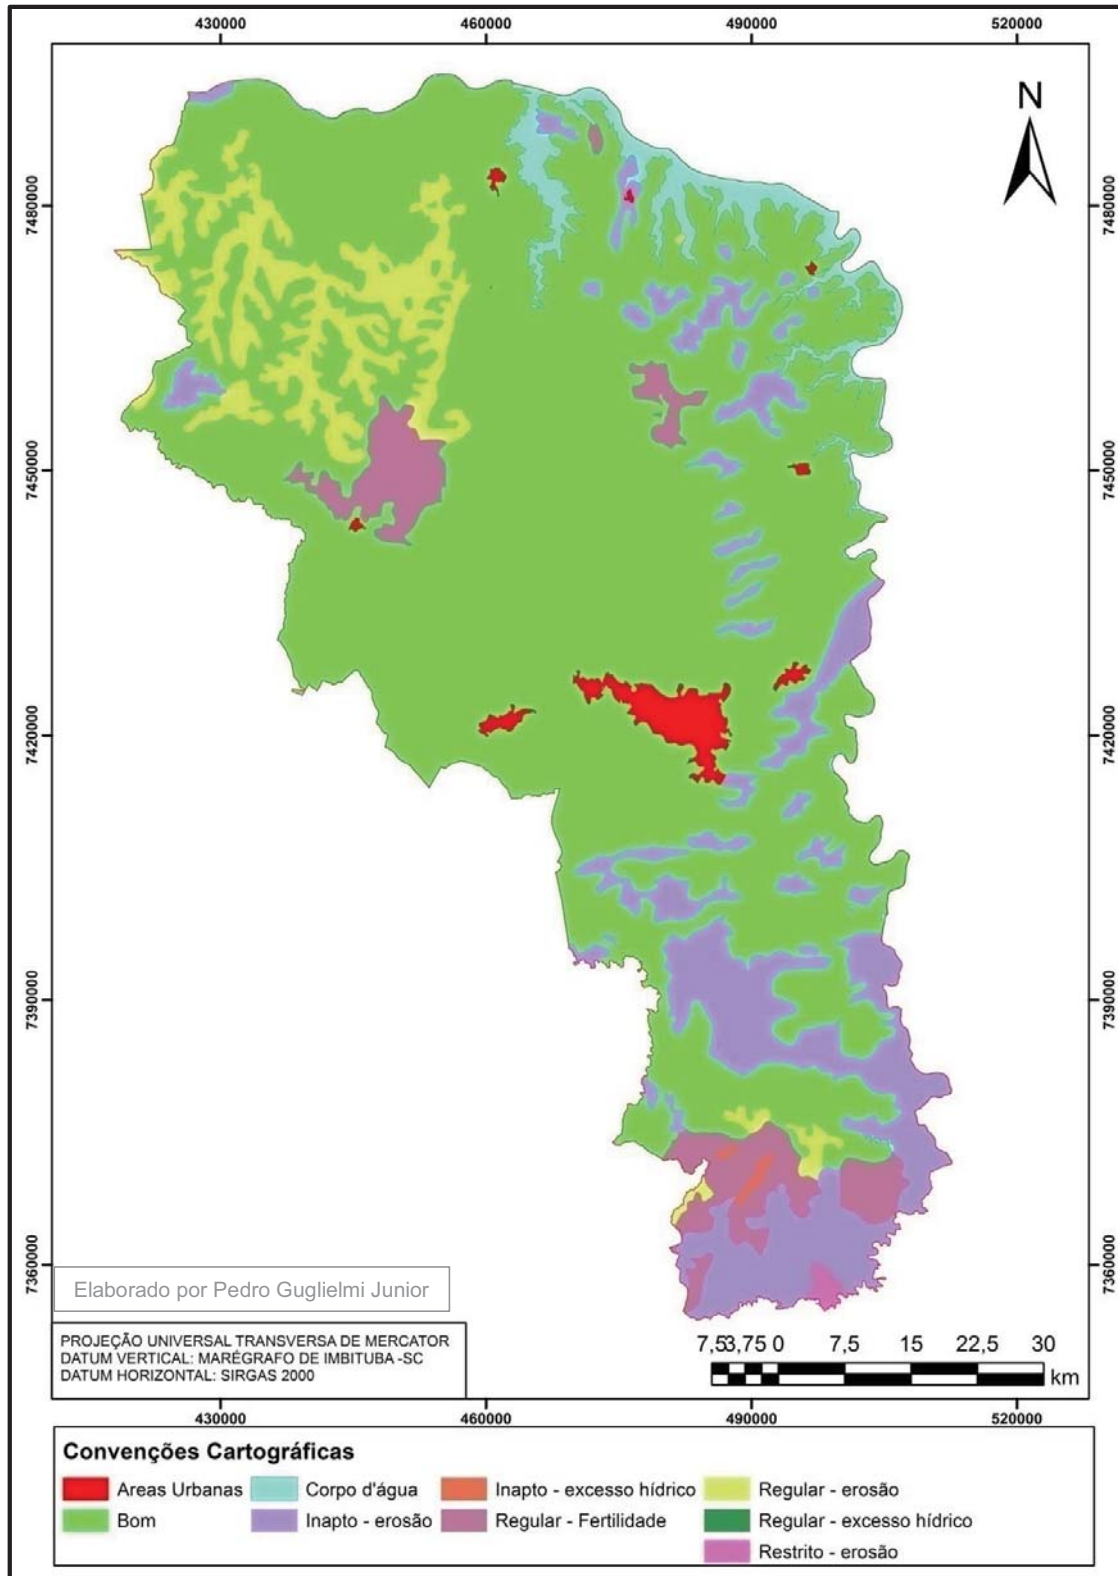 430000 460000 490000 520000
N
7480000 7480000
7450000 7450000
7420000 7420000
7390000 7390000
7360000 7360000
Elaborado por Pedro Guglielmi Junior
PROJEÇÃO UNIVERSAL TRANSVERSA DE MERCATOR
DATUM VERTICAL: MARÉGRAFO DE IMBITUBA -SC
DATUM HORIZONTAL: SIRGAS 2000
7,53,75 0 7,5 15 22,5 30
km
430000 460000 490000 520000
Convenções Cartográficas
Areas Urbanas Corpo d'água Inapto - excesso hídrico Regular - erosão
Bom Inapto - erosão Regular - Fertilidade Regular - excesso hídrico
Restrito - erosão